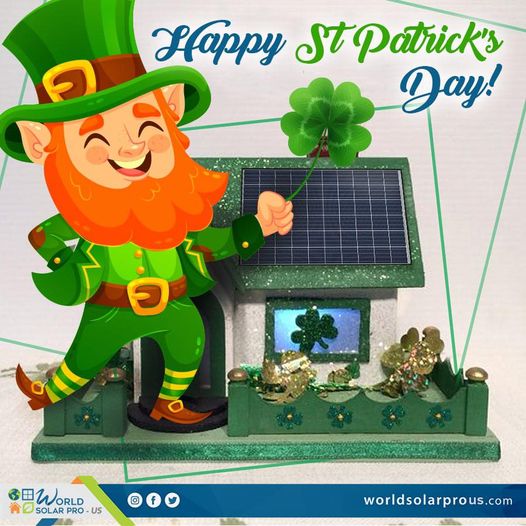 Happy St Patrick's
Day!
WORLD
SOLAR PRO - US
worldsolarprous.com